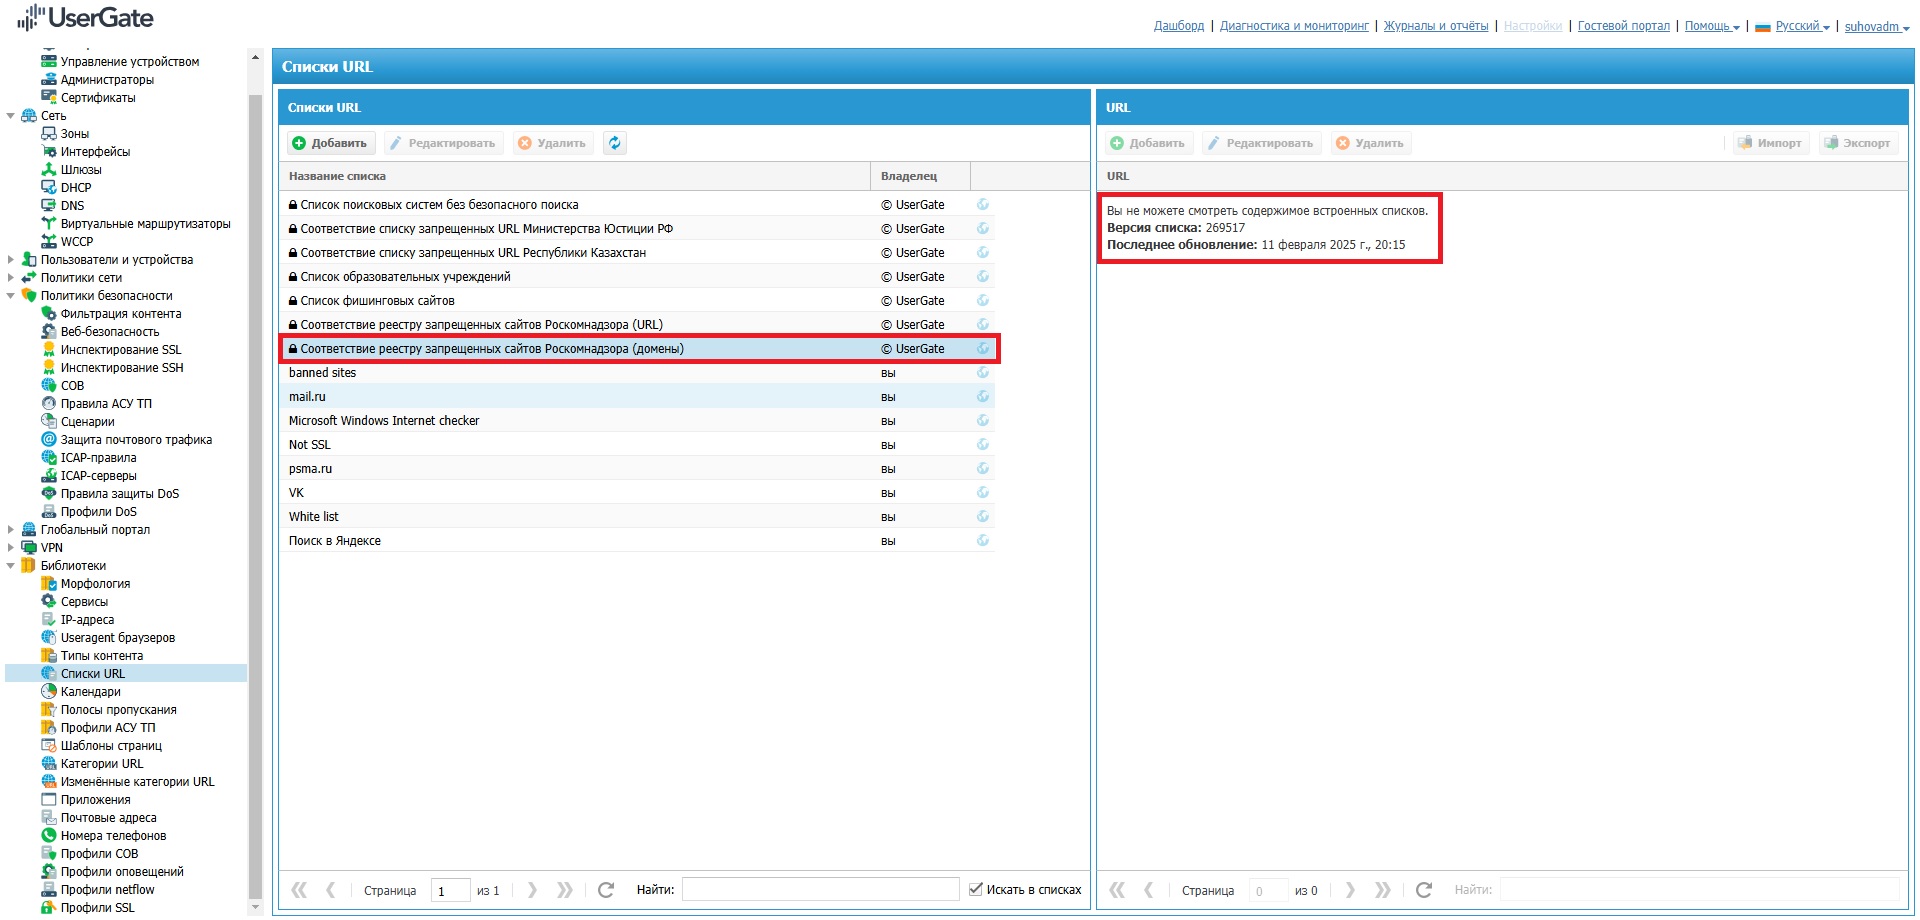 UserGate
Дашборд | Диагностика и мониторинг | Журналы и отчёты | Настройки | Гостевой портал | Помощь | Русский | suhovadm
Управление устройством
Администраторы
Сертификаты
Сеть
Зоны
Интерфейсы
Шлюзы
DHCP
DNS
Виртуальные маршрутизаторы
WCCP
Пользователи и устройства
Политики сети
Политики безопасности
Фильтрация контента
Веб-безопасность
Инспектирование SSL
Инспектирование SSH
СОВ
Правила АСУ ТП
Сценарии
Защита почтового трафика
ICAP-правила
ICAP-серверы
Правила защиты DoS
Профили DoS
Глобальный портал
VPN
Библиотеки
Морфология
Сервисы
IP-адреса
Useragent браузеров
Типы контента
Списки URL
Календари
Полосы пропускания
Профили АСУ ТП
Шаблоны страниц
Категории URL
Изменённые категории URL
Приложения
Почтовые адреса
Номера телефонов
Профили СОВ
Профили оповещений
Профили netflow
Профили SSL
Списки URL
Списки URL
Добавить Редактировать Удалить
Название списка Владелец
Список поисковых систем без безопасного поиска © UserGate
Соответствие списку запрещенных URL Министерства Юстиции РФ © UserGate
Соответствие списку запрещенных URL Республики Казахстан © UserGate
Список образовательных учреждений © UserGate
Список фишинговых сайтов © UserGate
Соответствие реестру запрещенных сайтов Роскомнадзора (URL) © UserGate
Соответствие реестру запрещенных сайтов Роскомнадзора (домены) © UserGate
banned sites вы
mail.ru вы
Microsoft Windows Internet checker вы
Not SSL вы
psma.ru вы
VK вы
White list вы
Поиск в Яндексе вы
Страница 1 из 1 Найти: Искать в списках
URL
Добавить Редактировать Удалить Импорт Экспорт
URL
Вы не можете смотреть содержимое встроенных списков.
Версия списка: 269517
Последнее обновление: 11 февраля 2025 г., 20:15
Страница 0 из 0 Найти: